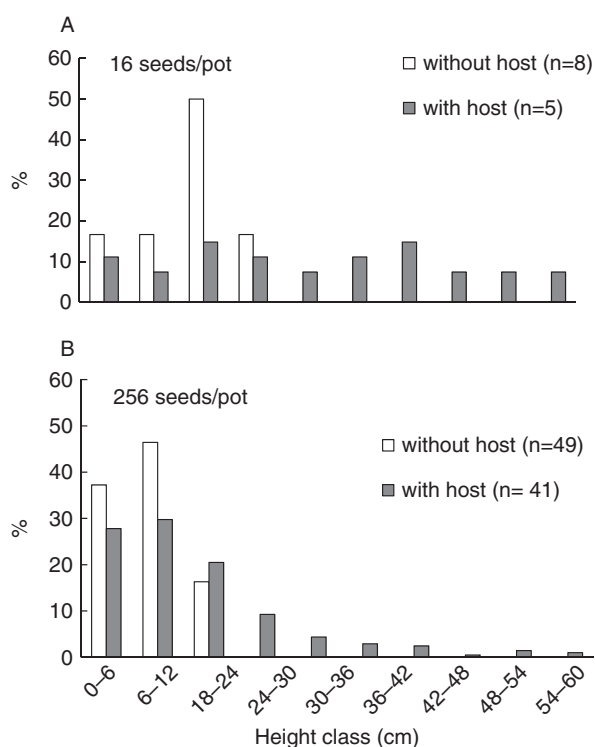 A
16 seeds/pot
without host (n=8)
with host (n=5)
%
60
50
40
30
20
10
0
B
256 seeds/pot
without host (n=49)
with host (n= 41)
%
60
50
40
30
20
10
0
0–6
6–12
18–24
24–30
30–36
36–42
42–48
48–54
54–60
Height class (cm)